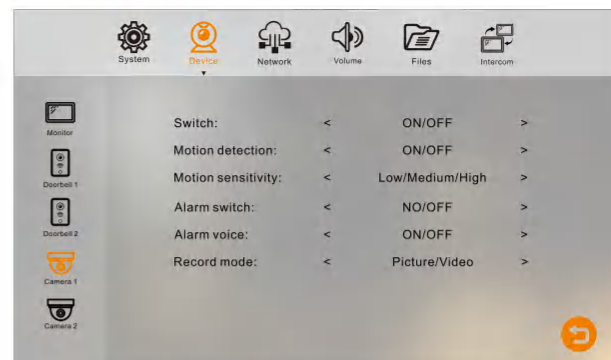 System Device Network Volume Files Intercom
Monitor
Doorbell 1
Doorbell 2
Camera 1
Camera 2
Switch: < ON/OFF >
Motion detection: < ON/OFF >
Motion sensitivity: < Low/Medium/High >
Alarm switch: < NO/OFF >
Alarm voice: < ON/OFF >
Record mode: < Picture/Video >